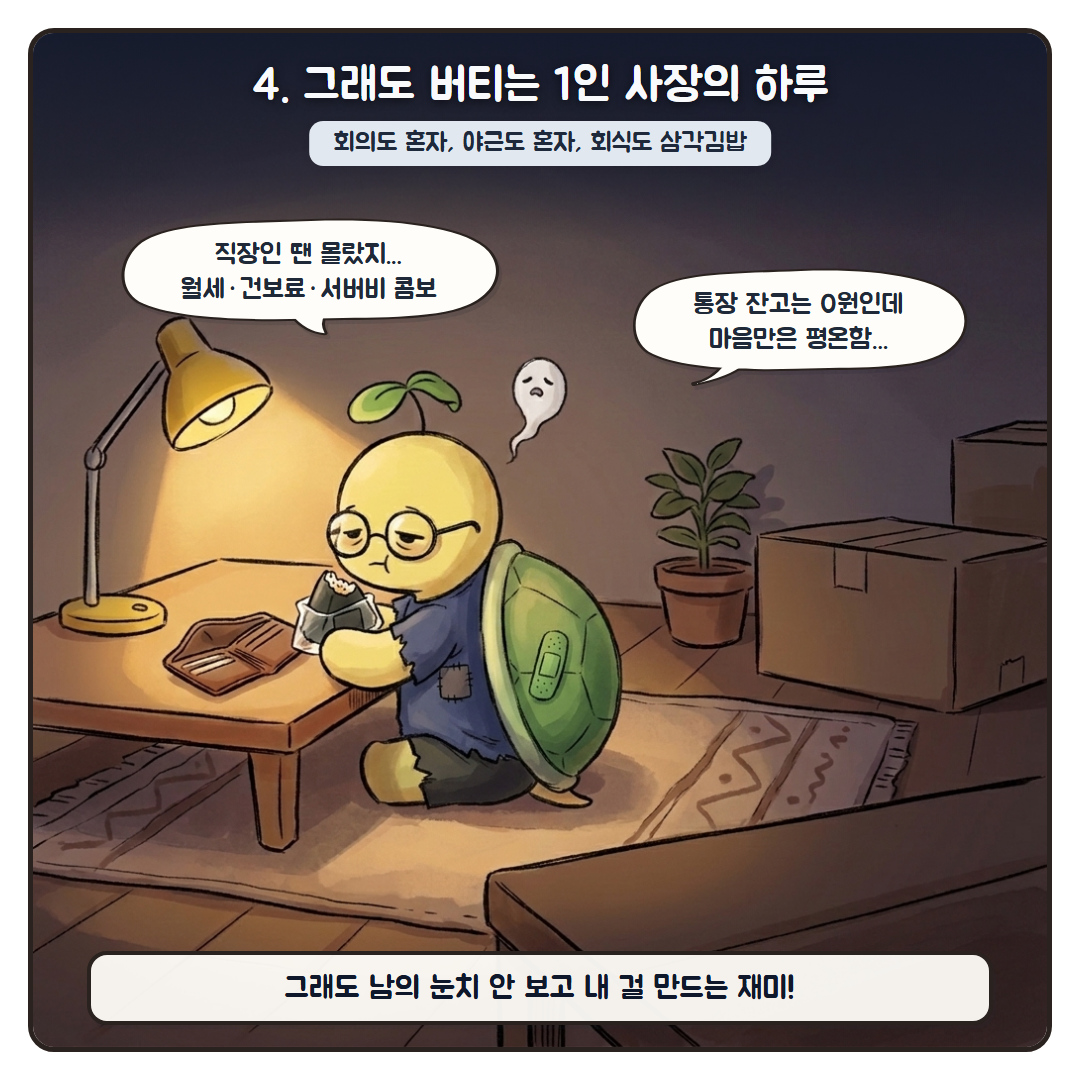 4. 그래도 버티는 1인 사장의 하루
회의도 혼자, 야근도 혼자, 회식도 삼각김밥
직장인 땐 몰랐지...
월세·건보료·서버비 콤보
통장 잔고는 0원인데
마음만은 평온함...
그래도 남의 눈치 안 보고 내 걸 만드는 재미!